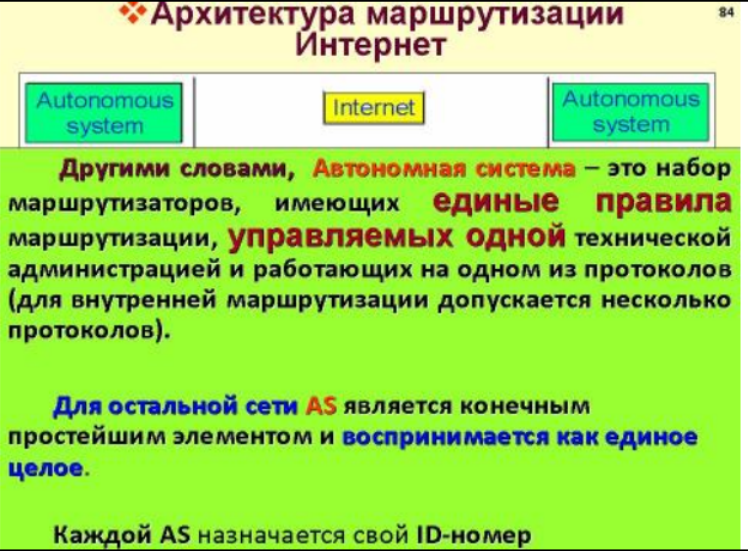 ❖Архитектура маршрутизации
84
Интернет
Autonomous
system
Internet
Autonomous
system
Другими словами, Автономная система – это набор
маршрутизаторов, имеющих единые правила
маршрутизации, управляемых одной технической
администрацией и работающих на одном из протоколов
(для внутренней маршрутизации допускается несколько
протоколов).
Для остальной сети AS является конечным
простейшим элементом и воспринимается как единое
целое.
Каждой AS назначается свой ID-номер